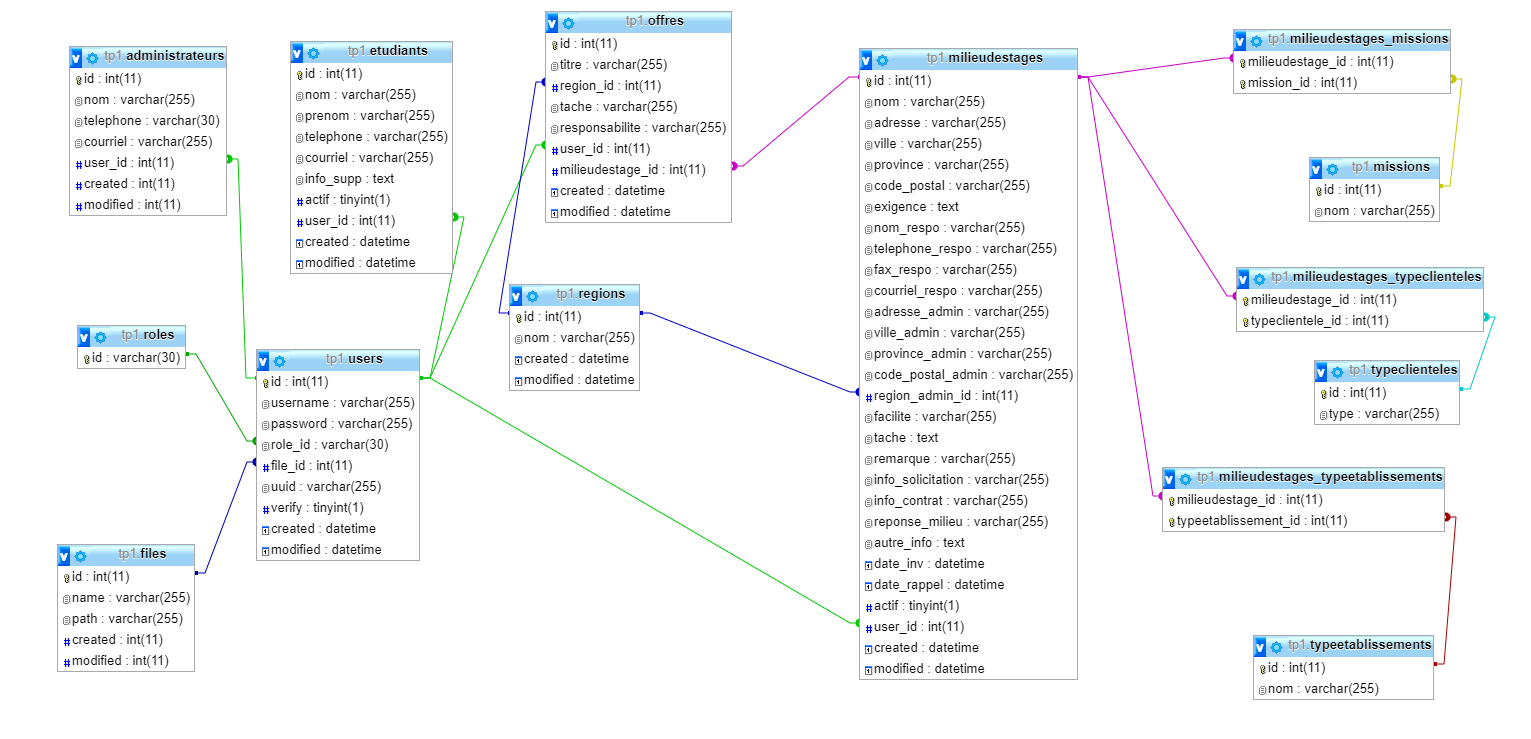 tp1.administrateurs
id : int(11)
nom : varchar(255)
telephone : varchar(30)
courriel : varchar(255)
user_id : int(11)
created : int(11)
modified : int(11)
tp1.etudiants
id : int(11)
nom : varchar(255)
prenom : varchar(255)
telephone : varchar(255)
courriel : varchar(255)
info_supp : text
actif : tinyint(1)
user_id : int(11)
created : datetime
modified : datetime
tp1.offres
id : int(11)
titre : varchar(255)
region_id : int(11)
tache : varchar(255)
responsabilite : varchar(255)
user_id : int(11)
milieudestage_id : int(11)
created : datetime
modified : datetime
tp1.regions
id : int(11)
nom : varchar(255)
created : datetime
modified : datetime
tp1.roles
id : varchar(30)
tp1.users
id : int(11)
username : varchar(255)
password : varchar(255)
role_id : varchar(30)
file_id : int(11)
uuid : varchar(255)
verify : tinyint(1)
created : datetime
modified : datetime
tp1.files
id : int(11)
name : varchar(255)
path : varchar(255)
created : int(11)
modified : int(11)
tp1.milieudestages
id : int(11)
nom : varchar(255)
adresse : varchar(255)
ville : varchar(255)
province : varchar(255)
code_postal : varchar(255)
exigence : text
nom_respo : varchar(255)
telephone_respo : varchar(255)
fax_respo : varchar(255)
courriel_respo : varchar(255)
adresse_admin : varchar(255)
ville_admin : varchar(255)
province_admin : varchar(255)
code_postal_admin : varchar(255)
region_admin_id : int(11)
facilite : varchar(255)
tache : text
remarque : varchar(255)
info_solicitation : varchar(255)
info_contrat : varchar(255)
reponse_milieu : varchar(255)
autre_info : text
date_inv : datetime
date_rappel : datetime
actif : tinyint(1)
user_id : int(11)
created : datetime
modified : datetime
tp1.milieudestages_missions
milieudestage_id : int(11)
mission_id : int(11)
tp1.missions
id : int(11)
nom : varchar(255)
tp1.milieudestages_typeclienteles
milieudestage_id : int(11)
typeclientele_id : int(11)
tp1.typeclienteles
id : int(11)
type : varchar(255)
tp1.milieudestages_typeetablissements
milieudestage_id : int(11)
typeetablissement_id : int(11)
tp1.typeetablissements
id : int(11)
nom : varchar(255)